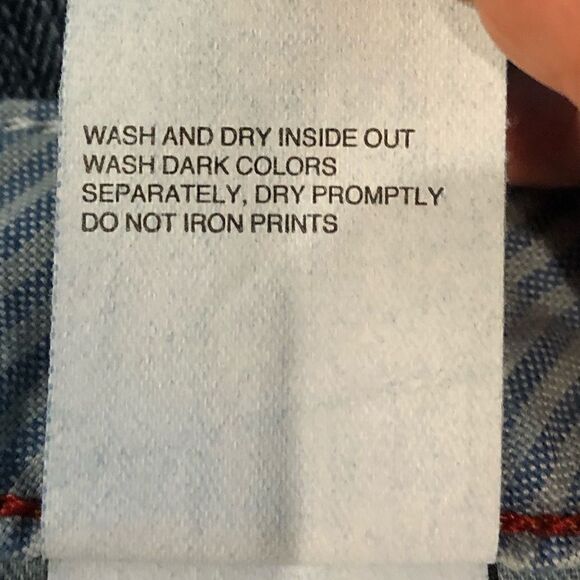 WASH AND DRY INSIDE OUT
WASH DARK COLORS
SEPARATELY, DRY PROMPTLY
DO NOT IRON PRINTS